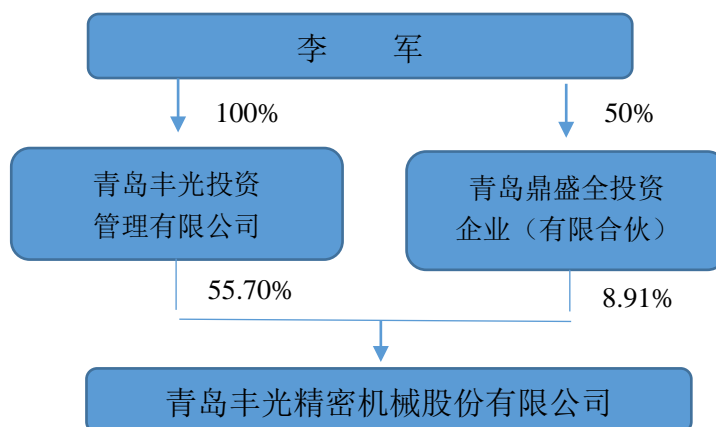 李 军
100%
50%
青岛丰光投资
管理有限公司
青岛鼎盛全投资
企业（有限合伙）
55.70%
8.91%
青岛丰光精密机械股份有限公司